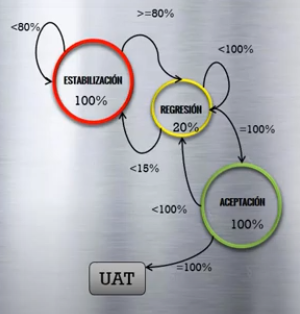 <80%
>=80%
<100%
ESTABILIZACIÓN
100%
REGRESIÓN
20%
=100%
<15%
ACEPTACIÓN
<100%
100%
=100%
UAT